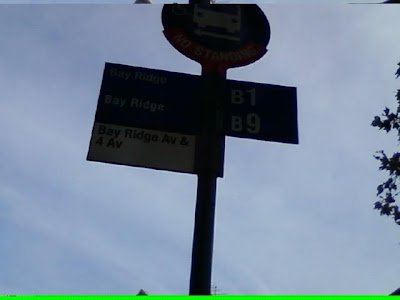 NO STANDING
Bay Ridge B1
Bay Ridge B9
Bay Ridge Av &
4 Av